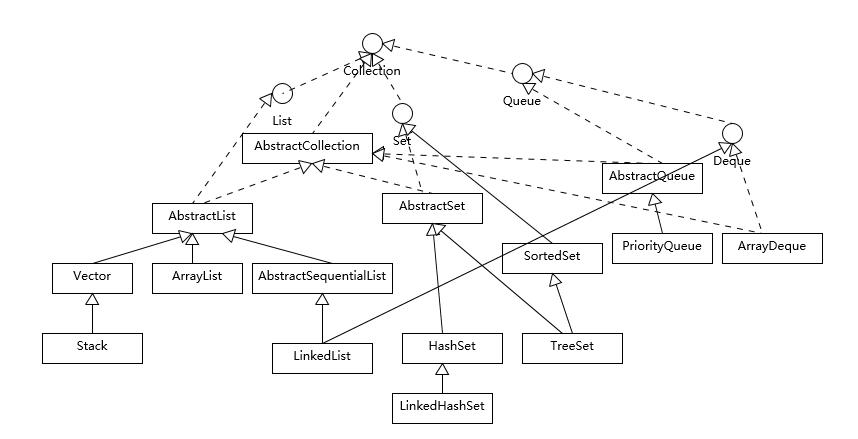 Collection
Queue
List
Set
AbstractCollection
Deque
AbstractQueue
AbstractList
AbstractSet
PriorityQueue
ArrayDeque
SortedSet
Vector
ArrayList
AbstractSequentialList
Stack
LinkedList
HashSet
TreeSet
LinkedHashSet